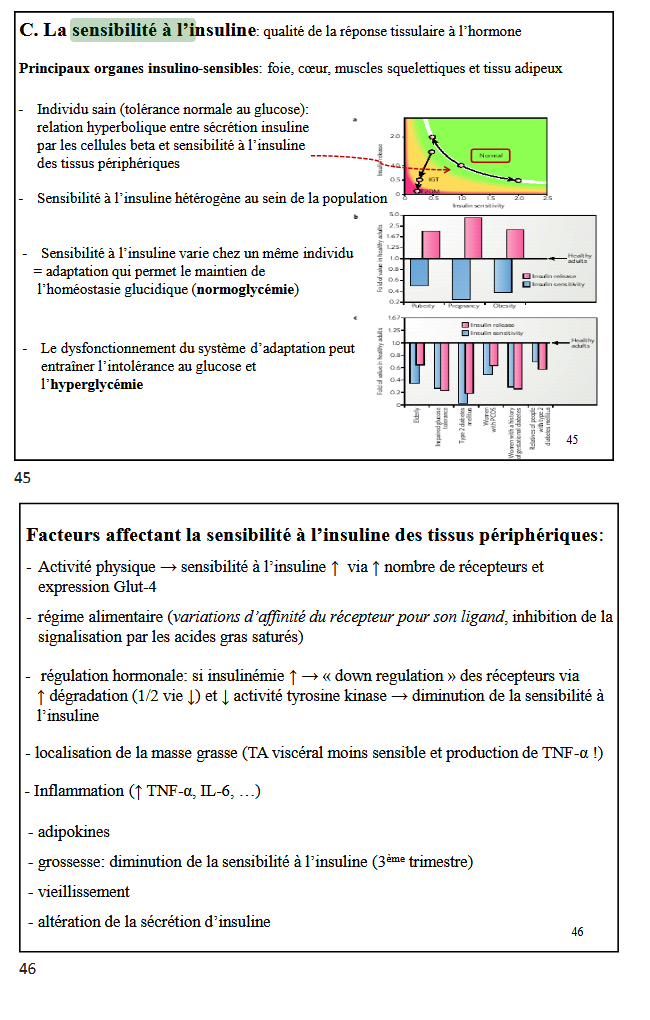 C. La sensibilité à l'insuline: qualité de la réponse tissulaire à l'hormone
Principaux organes insulino-sensibles: foie, cœur, muscles squelettiques et tissu adipeux
- Individu sain (tolérance normale au glucose):
relation hyperbolique entre sécrétion insuline
par les cellules beta et sensibilité à l'insuline
des tissus périphériques
- Sensibilité à l'insuline hétérogène au sein de la population
- Sensibilité à l'insuline varie chez un même individu
= adaptation qui permet le maintien de
l'homéostasie glucidique (normoglycémie)
- Le dysfonctionnement du système d'adaptation peut
entraîner l'intolérance au glucose et
l'hyperglycémie
a
Insulin release
2.0
1.0
0.5
0
Normal
IGT
T2DM
0 0.5 1.0 1.5 2.0 2.5
Insulin sensitivity
b
Fold of value in healthy adults
5.0
2.5
1.67
1.25
1.0
0.8
0.6
0.4
0.2
Healthy
adults
Insulin release
Insulin sensitivity
Puberty Pregnancy Obesity
c
Fold of value in healthy adults
1.67
1.25
1.0
0.8
0.6
0.4
0.2
0
Insulin release
Insulin sensitivity
Healthy
adults
Elderly
Impaired glucose
tolerance
Type 2 diabetes
mellitus
Women
with PCOS
Women with a history
of gestational diabetes
Relatives of people
with type 2
diabetes mellitus
45
45
Facteurs affectant la sensibilité à l'insuline des tissus périphériques:
- Activité physique → sensibilité à l'insuline ↑ via ↑ nombre de récepteurs et
expression Glut-4
- régime alimentaire (variations d'affinité du récepteur pour son ligand, inhibition de la
signalisation par les acides gras saturés)
- régulation hormonale: si insulinémie ↑ → « down regulation » des récepteurs via
↑ dégradation (1/2 vie ↓) et ↓ activité tyrosine kinase → diminution de la sensibilité à
l'insuline
- localisation de la masse grasse (TA viscéral moins sensible et production de TNF-α !)
- Inflammation (↑ TNF-α, IL-6, …)
- adipokines
- grossesse: diminution de la sensibilité à l'insuline (3ème trimestre)
- vieillissement
- altération de la sécrétion d'insuline
46
46